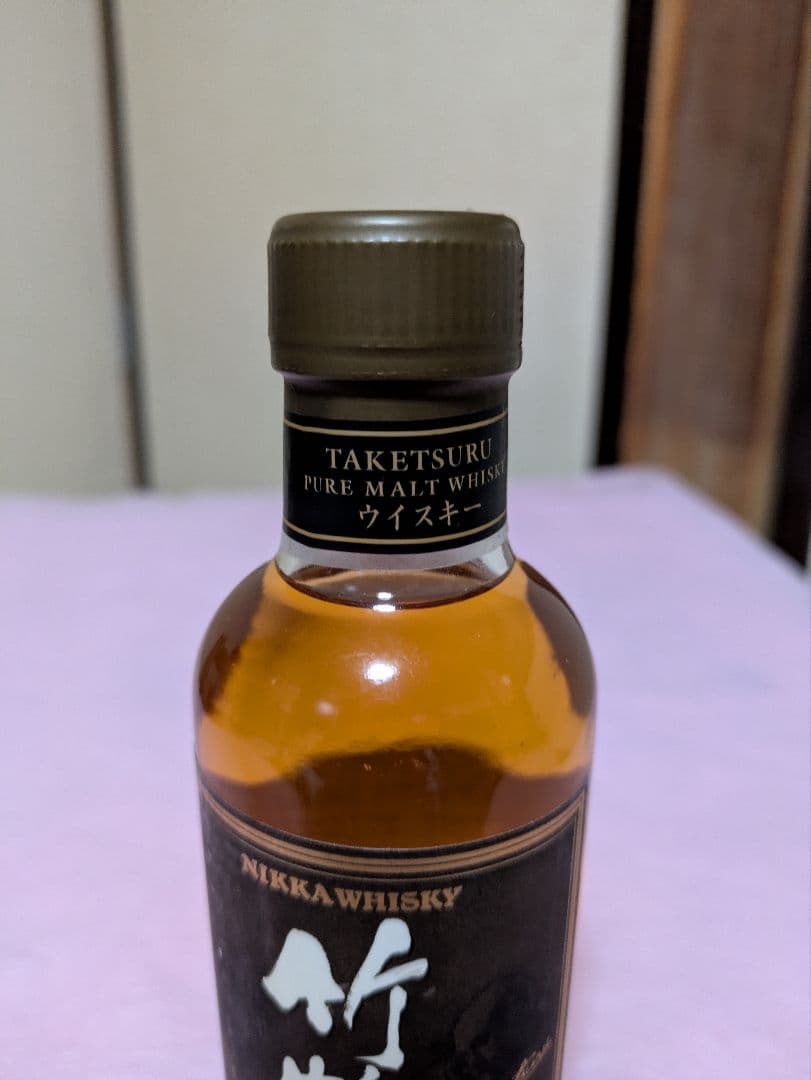 TAKETSURU
PURE MALT WHISKY
ウイスキー
NIKKA WHISKY
竹